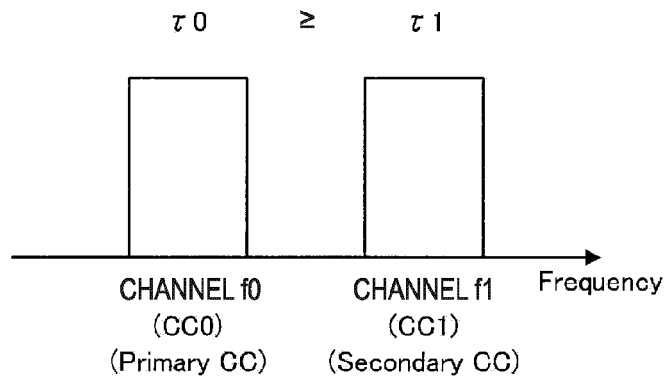 τ0 ≥ τ1
CHANNEL f0 CHANNEL f1 Frequency
(CC0) (CC1)
(Primary CC) (Secondary CC)